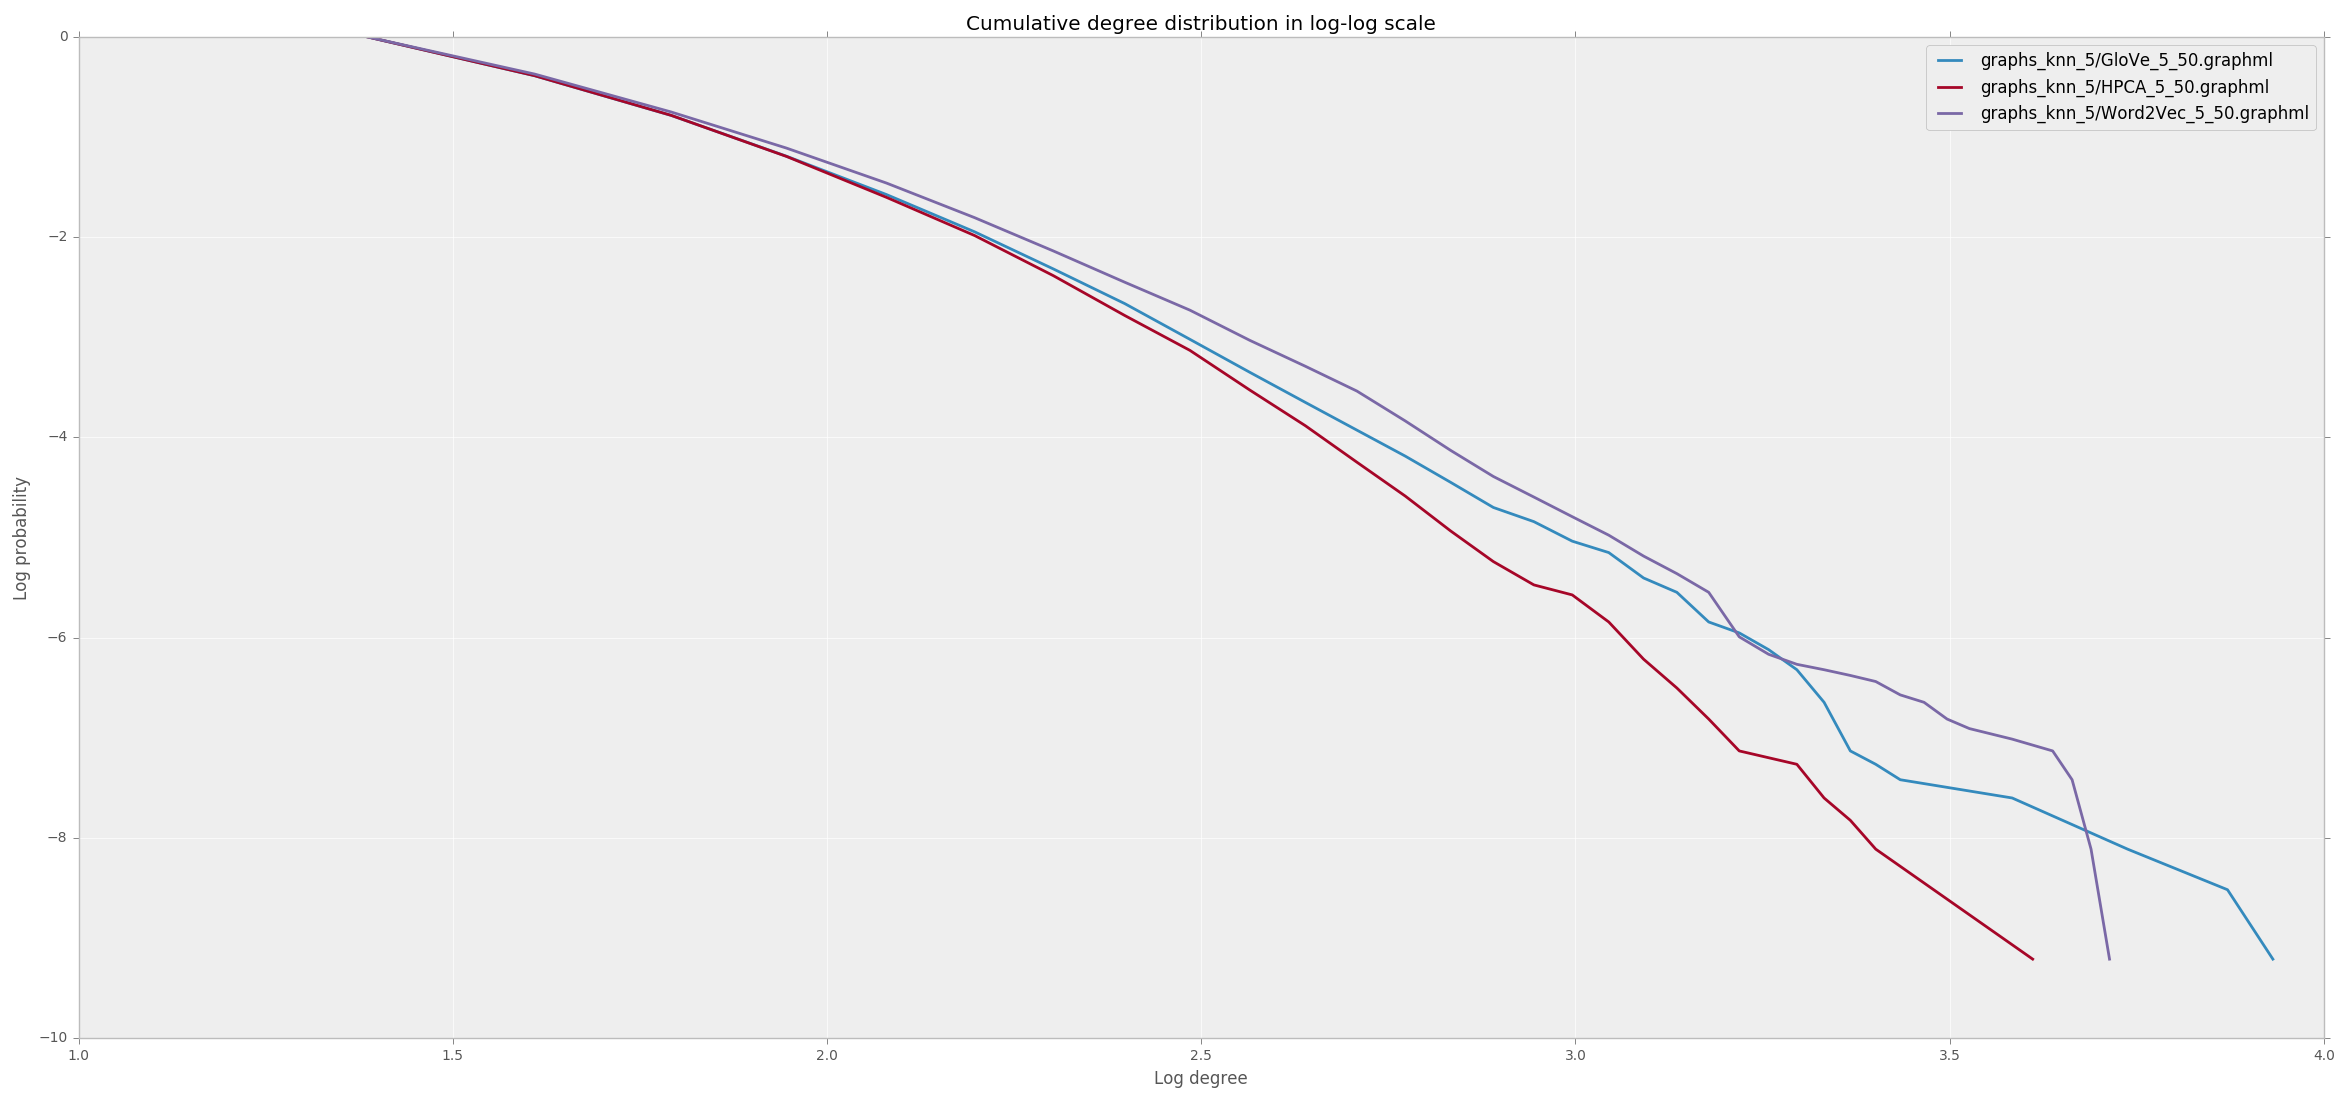 Cumulative degree distribution in log-log scale
graphs_knn_5/GloVe_5_50.graphml
graphs_knn_5/HPCA_5_50.graphml
graphs_knn_5/Word2Vec_5_50.graphml
0
−2
−4
−6
−8
−10
Log probability
1.0 1.5 2.0 2.5 3.0 3.5 4.0
Log degree